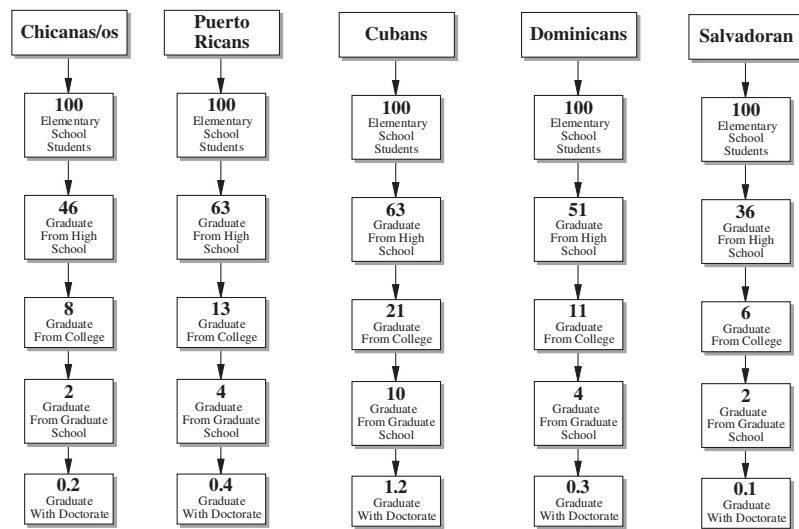 Chicanas/os
100
Elementary
School
Students
46
Graduate
From High
School
8
Graduate
From College
2
Graduate
From Graduate
School
0.2
Graduate
With Doctorate
Puerto
Ricans
100
Elementary
School
Students
63
Graduate
From High
School
13
Graduate
From College
4
Graduate
From Graduate
School
0.4
Graduate
With Doctorate
Cubans
100
Elementary
School
Students
63
Graduate
From High
School
21
Graduate
From College
10
Graduate
From Graduate
School
1.2
Graduate
With Doctorate
Dominicans
100
Elementary
School
Students
51
Graduate
From High
School
11
Graduate
From College
4
Graduate
From Graduate
School
0.3
Graduate
With Doctorate
Salvadoran
100
Elementary
School
Students
36
Graduate
From High
School
6
Graduate
From College
2
Graduate
From Graduate
School
0.1
Graduate
With Doctorate